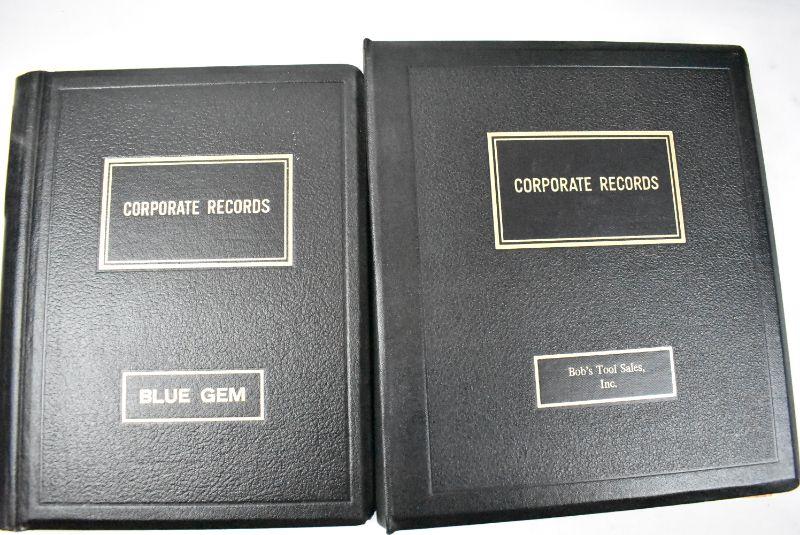 CORPORATE RECORDS
BLUE GEM
CORPORATE RECORDS
Bob's Tool Sales,
Inc.